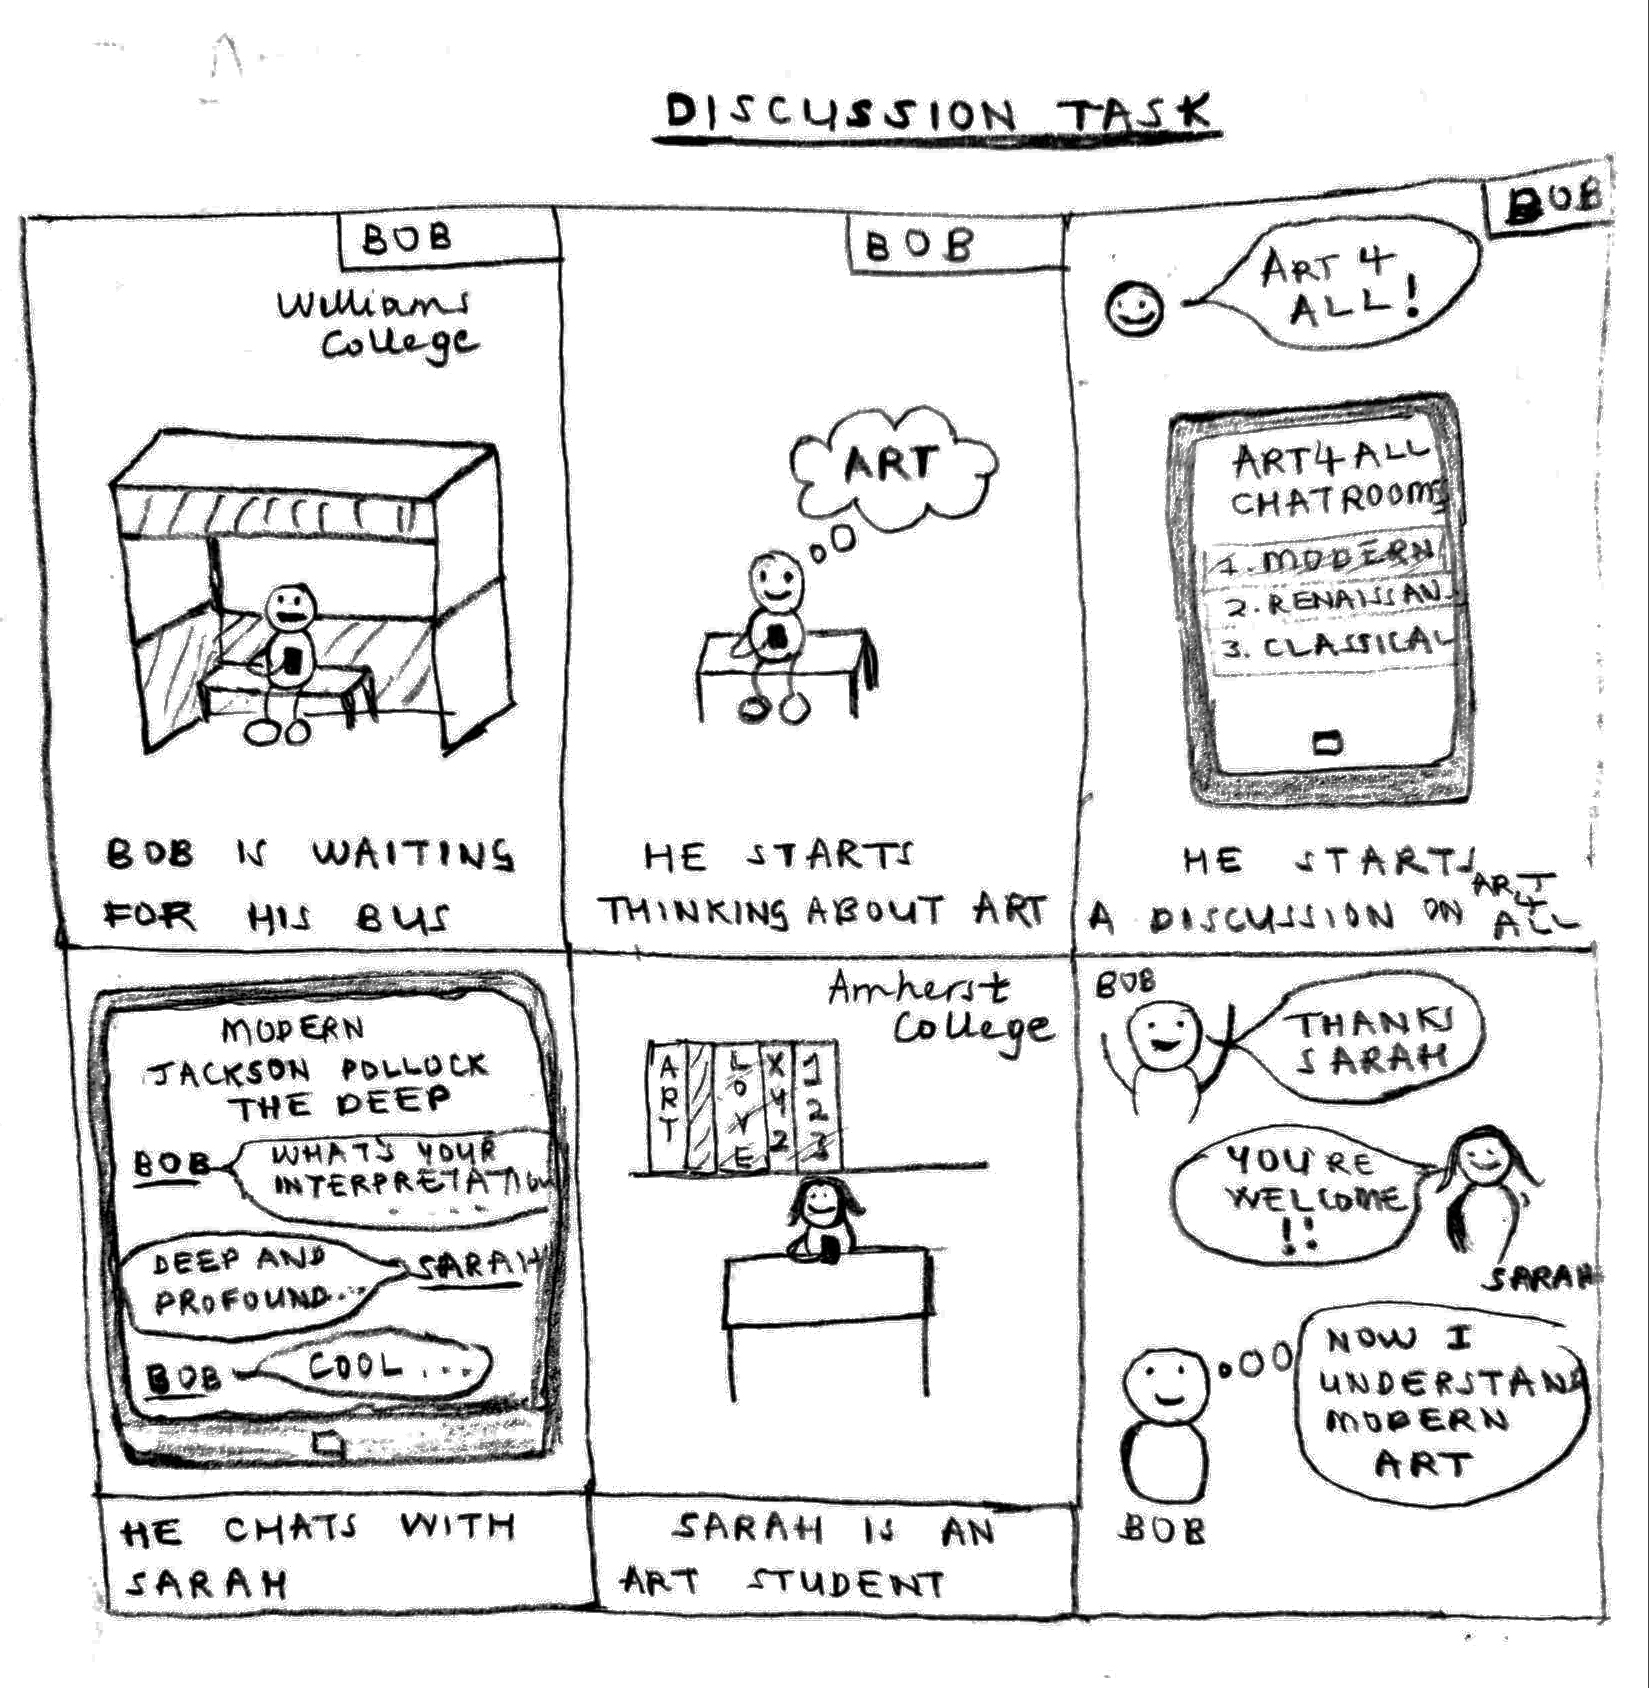 DISCUSSION TASK
BOB
Williams
College
BOB IS WAITING
FOR HIS BUS
BOB
ART
HE STARTS
THINKING ABOUT ART
BOB
ART 4
ALL!
ART4ALL
CHATROOMS
1. MODERN
2. RENAISSAN
3. CLASSICAL
HE STARTS
A DISCUSSION ON ART
4
ALL
MODERN
JACKSON POLLOCK
THE DEEP
BOB
WHAT'S YOUR
INTERPRETATION
....
DEEP AND
PROFOUND...
SARAH
BOB
COOL...
HE CHATS WITH
SARAH
Amherst
College
ART
LOVE
XY2
123
SARAH IS AN
ART STUDENT
BOB
THANKS
SARAH
YOU'RE
WELCOME
!!
SARAH
NOW I
UNDERSTAND
MODERN
ART
BOB